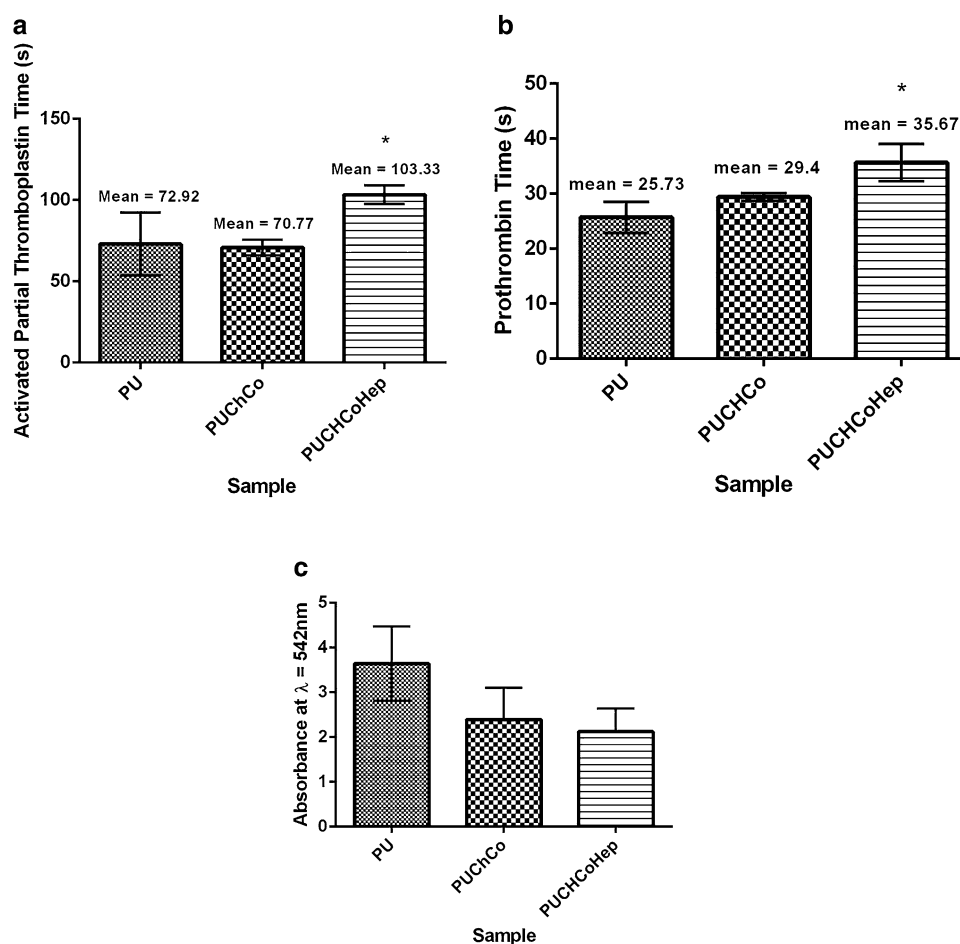 a
Activated Partial Thromboplastin Time (s)
150
100
50
0
Mean = 72.92
Mean = 70.77
*
Mean = 103.33
PU
PUChCo
PUCHCoHep
Sample
b
Prothrombin Time (s)
50
40
30
20
10
0
mean = 25.73
mean = 29.4
*
mean = 35.67
PU
PUCHCo
PUCHCoHep
Sample
c
Absorbance at λ = 542nm
5
4
3
2
1
0
PU
PUChCo
PUCHCoHep
Sample